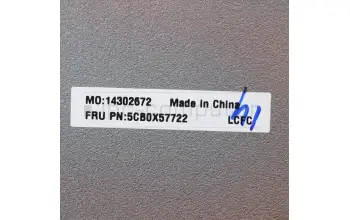 MO:14302672 Made in China
FRU PN:5CB0X57722 LCFC